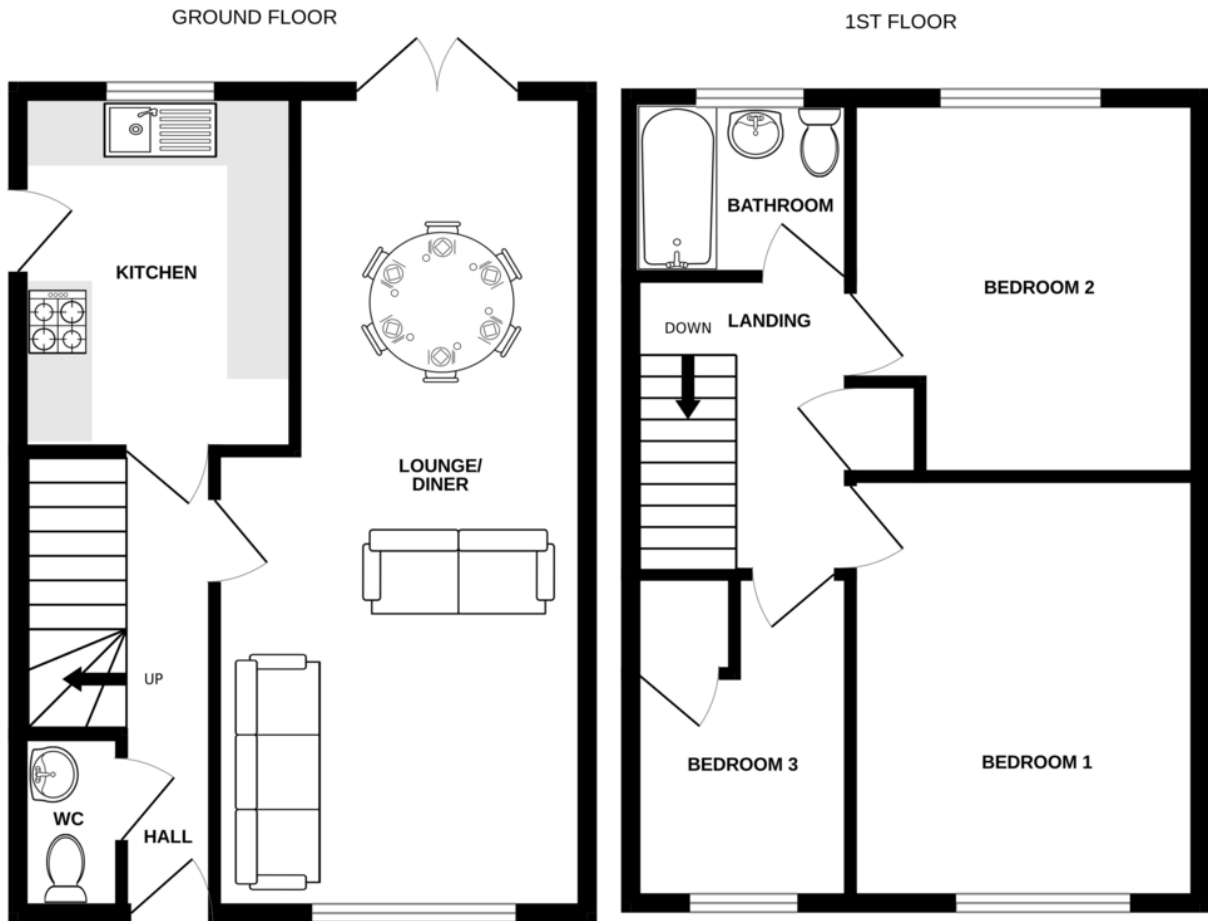 GROUND FLOOR
KITCHEN
LOUNGE/
DINER
UP
WC
HALL
1ST FLOOR
BATHROOM
BEDROOM 2
DOWN
LANDING
BEDROOM 3
BEDROOM 1